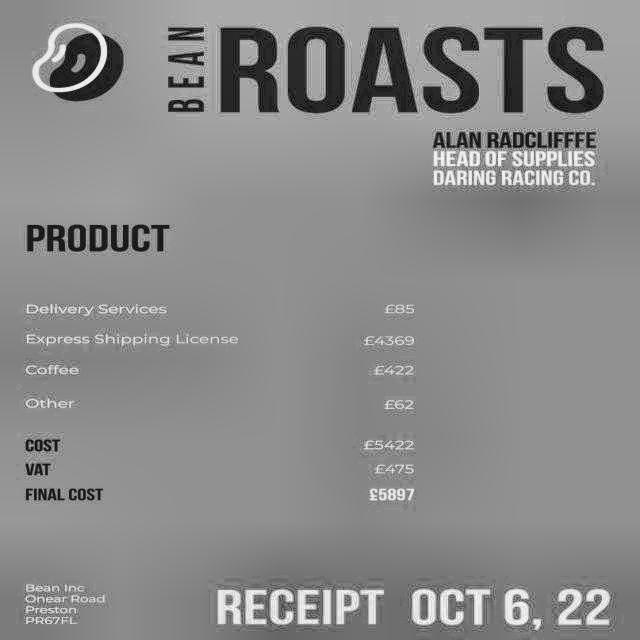 BEAN
ROASTS
ALAN RADCLIFFFE
HEAD OF SUPPLIES
DARING RACING CO.
PRODUCT
Delivery Services £85
Express Shipping License £4369
Coffee £422
Other £62
COST £5422
VAT £475
FINAL COST £5897
Bean Inc
Onear Road
Preston
PR67FL
RECEIPT OCT 6, 22